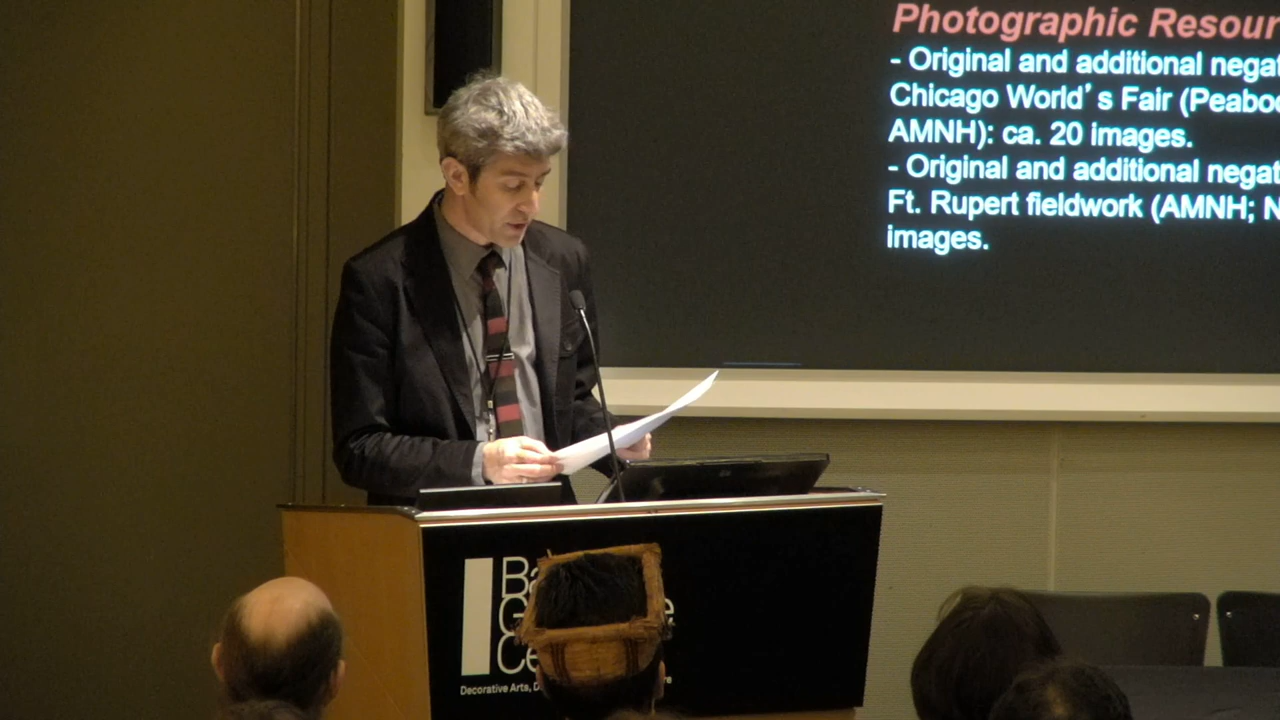 Photographic Resour
- Original and additional negat
Chicago World's Fair (Peabo
AMNH): ca. 20 images.
- Original and additional negat
Ft. Rupert fieldwork (AMNH; N
images.
Ba
G e
Ce
Decorative Arts, D re